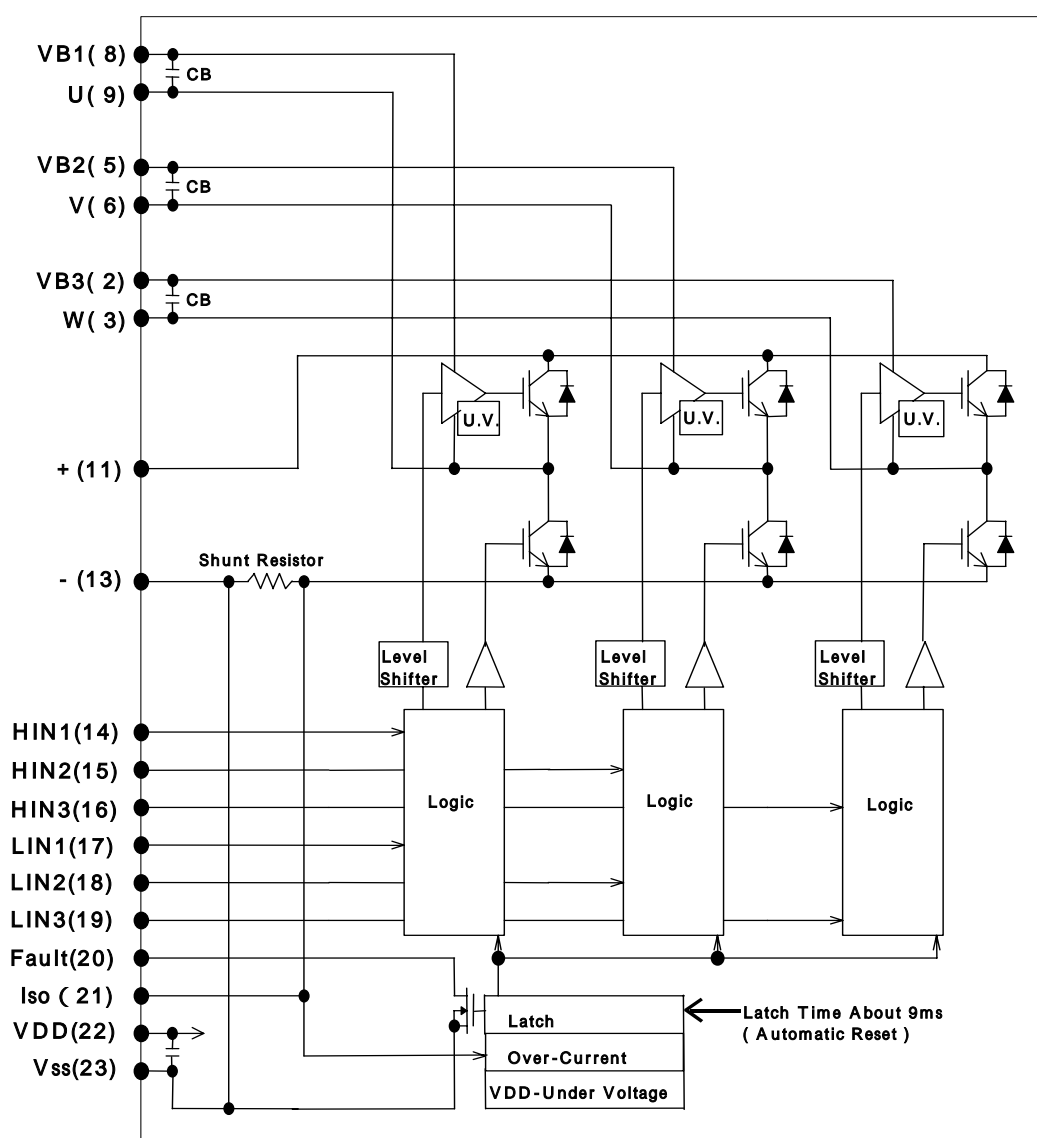 VB1( 8)
CB
U( 9)
VB2( 5)
CB
V( 6)
VB3( 2)
CB
W( 3)
U.V.
U.V.
U.V.
+ (11)
Shunt Resistor
- (13)
Level
Shifter
Level
Shifter
Level
Shifter
HIN1(14)
HIN2(15)
HIN3(16)
Logic
Logic
Logic
LIN1(17)
LIN2(18)
LIN3(19)
Fault(20)
Iso ( 21)
VDD(22)
Vss(23)
Latch
Latch Time About 9ms
( Automatic Reset )
Over-Current
VDD-Under Voltage